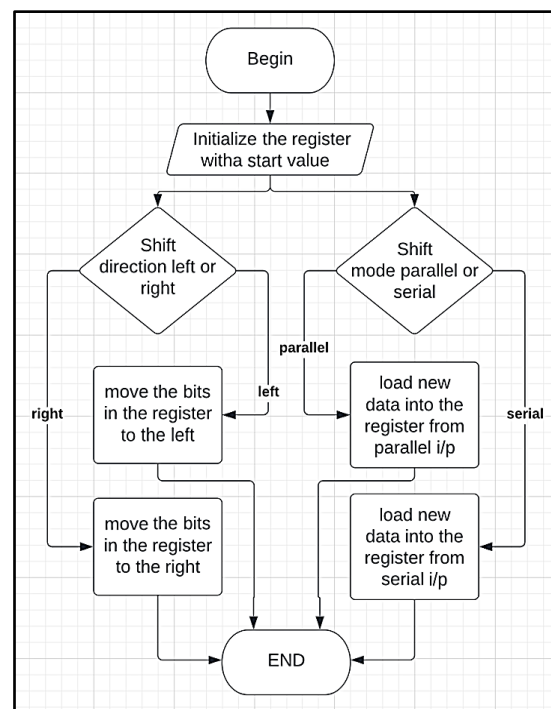 Begin
Initialize the register
witha start value
Shift
direction left or
right
Shift
mode parallel or
serial
parallel
left
right
serial
move the bits
in the register
to the left
load new
data into the
register from
parallel i/p
move the bits
in the register
to the right
load new
data into the
register from
serial i/p
END